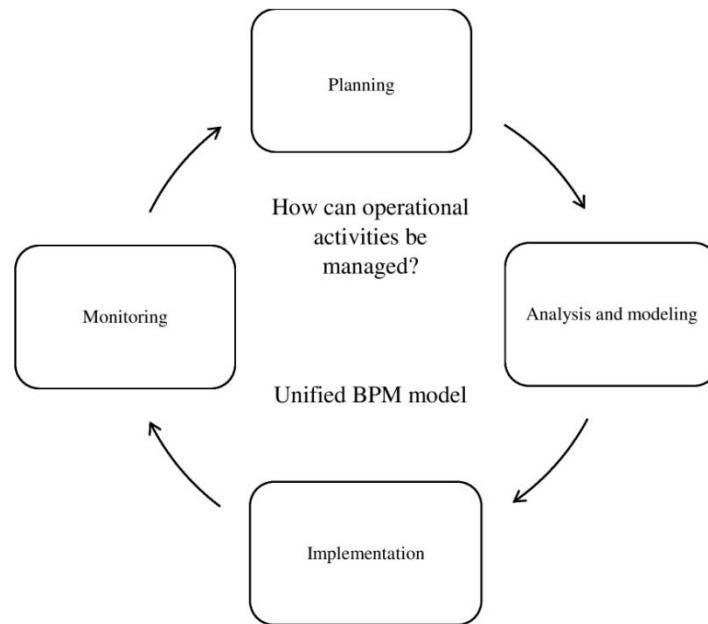 Planning
How can operational
activities be
managed?
Monitoring
Analysis and modeling
Unified BPM model
Implementation